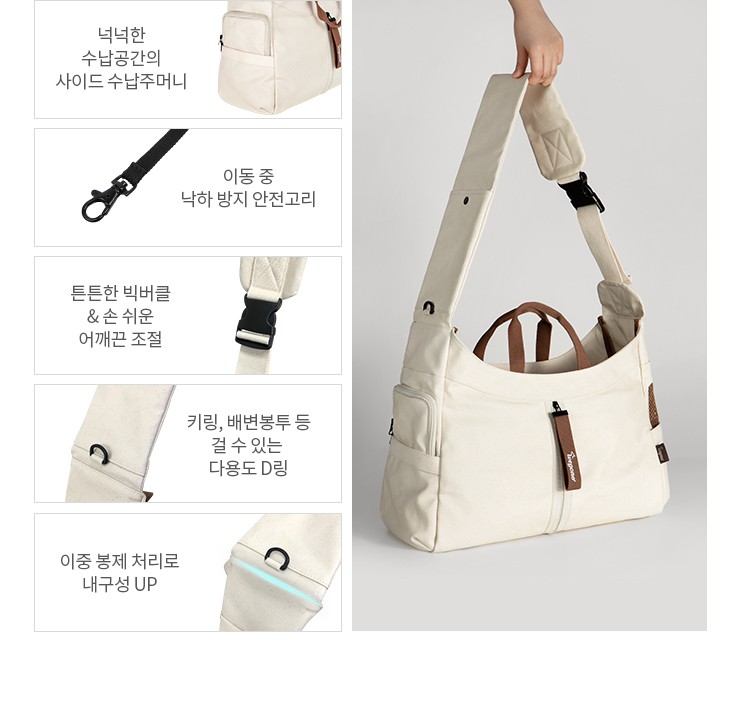 넉넉한
수납공간의
사이드 수납주머니
이동 중
낙하 방지 안전고리
튼튼한 빅버클
& 손 쉬운
어깨끈 조절
키링, 배변봉투 등
걸 수 있는
다용도 D링
이중 봉제 처리로
내구성 UP